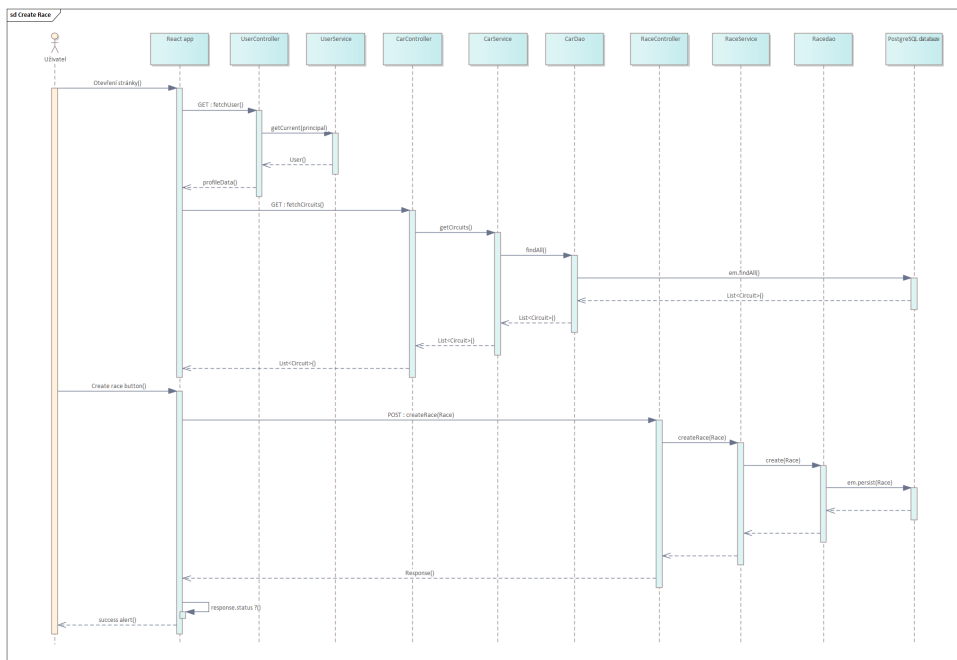 sd Create Race
Uživatel
React app
UserController
UserService
CarController
CarService
CarDao
RaceController
RaceService
Racedao
PostgreSQL database
Otevření stránky()
GET : fetchUser()
getCurrent(principal)
User()
profileData()
GET : fetchCircuits()
getCircuits()
findAll()
em.findAll()
List<Circuit>()
List<Circuit>()
List<Circuit>()
List<Circuit>()
Create race button()
POST : createRace(Race)
createRace(Race)
create(Race)
em.persist(Race)
Response()
response.status ?()
success alert()